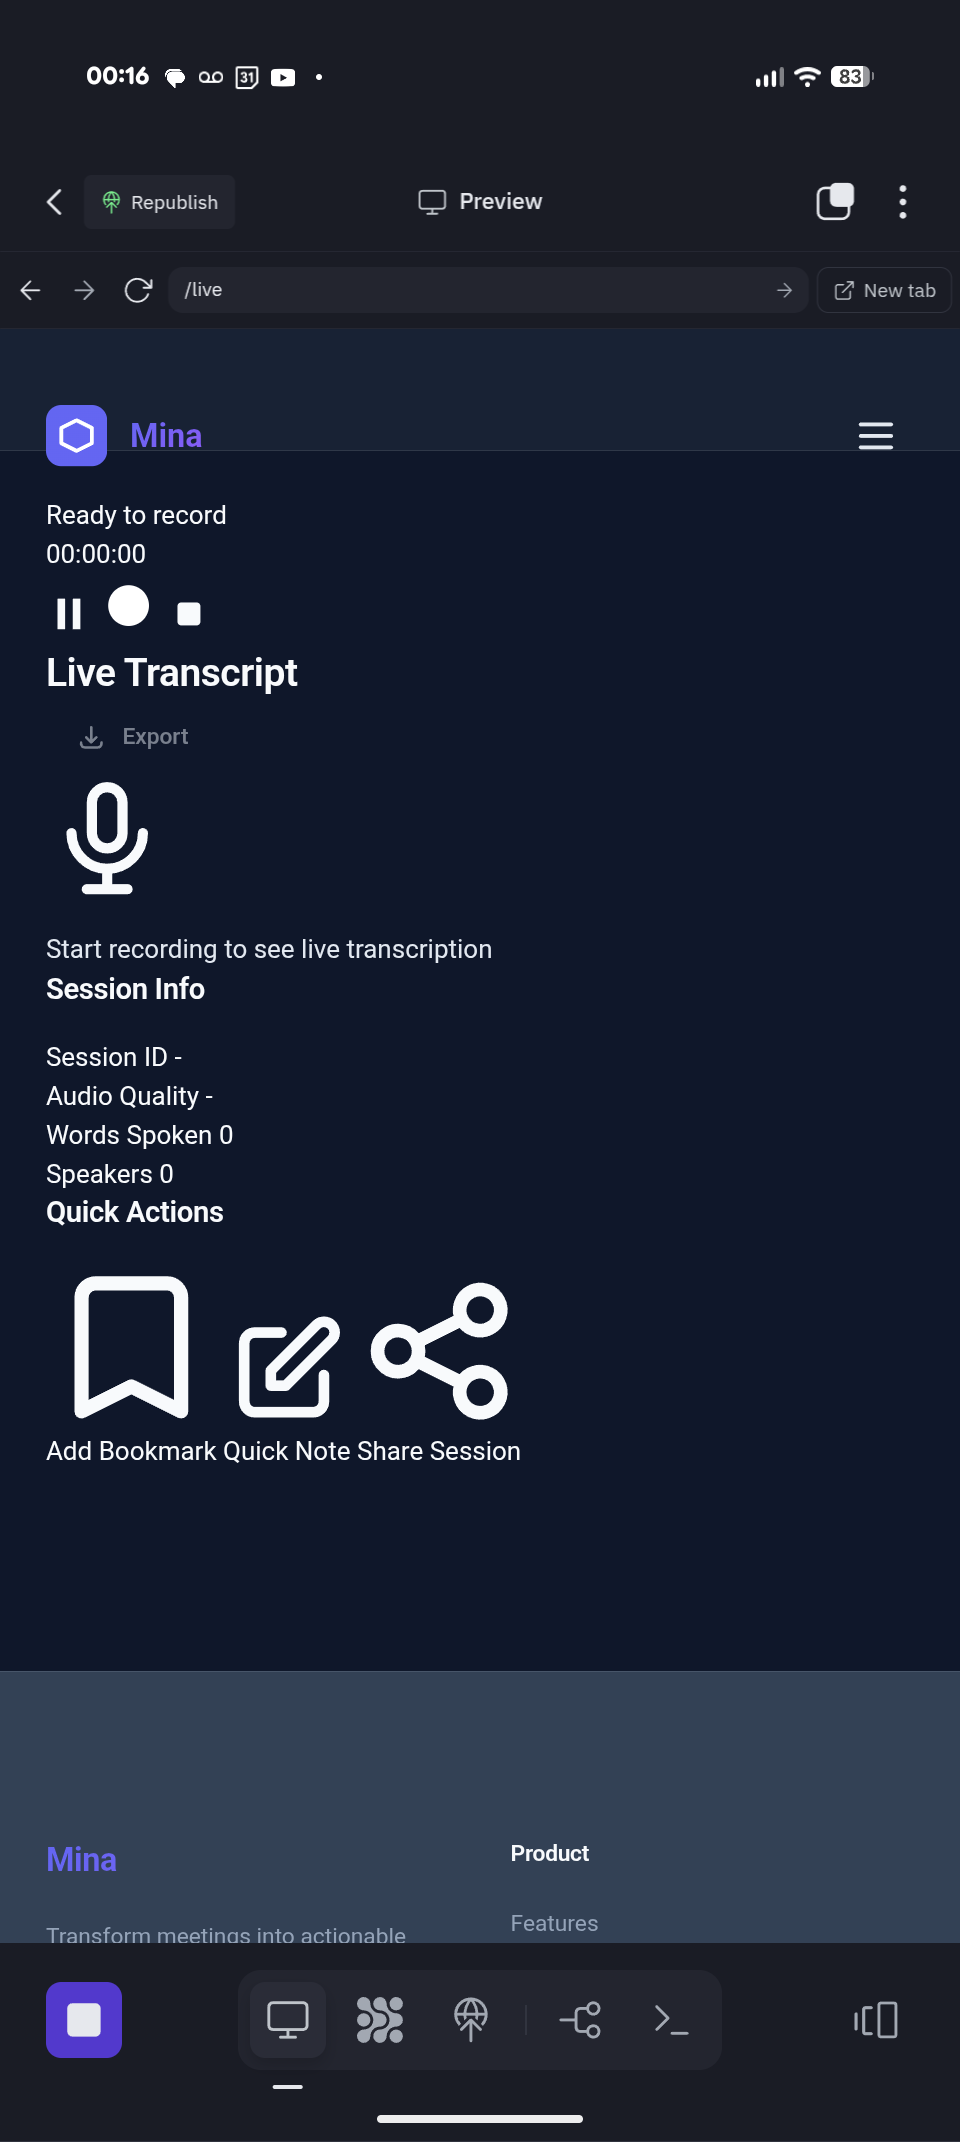 00:16
31
83
Republish
Preview
/live
New tab
Mina
Ready to record
00:00:00
Live Transcript
Export
Start recording to see live transcription
Session Info
Session ID -
Audio Quality -
Words Spoken 0
Speakers 0
Quick Actions
Add Bookmark Quick Note Share Session
Mina
Product
Transform meetings into actionable
Features